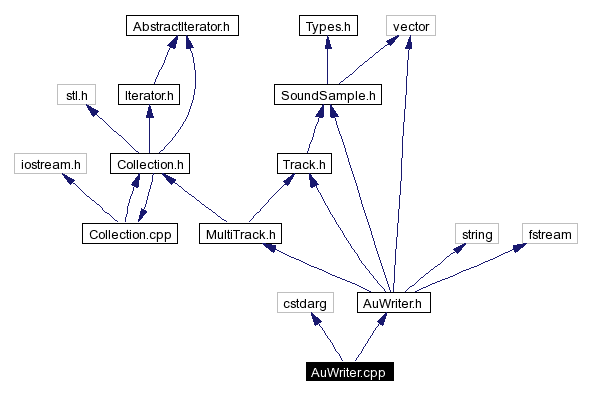 AbstractIterator.h
Types.h
vector
stl.h
Iterator.h
SoundSample.h
iostream.h
Collection.h
Track.h
Collection.cpp
MultiTrack.h
string
fstream
cstdarg
AuWriter.h
AuWriter.cpp